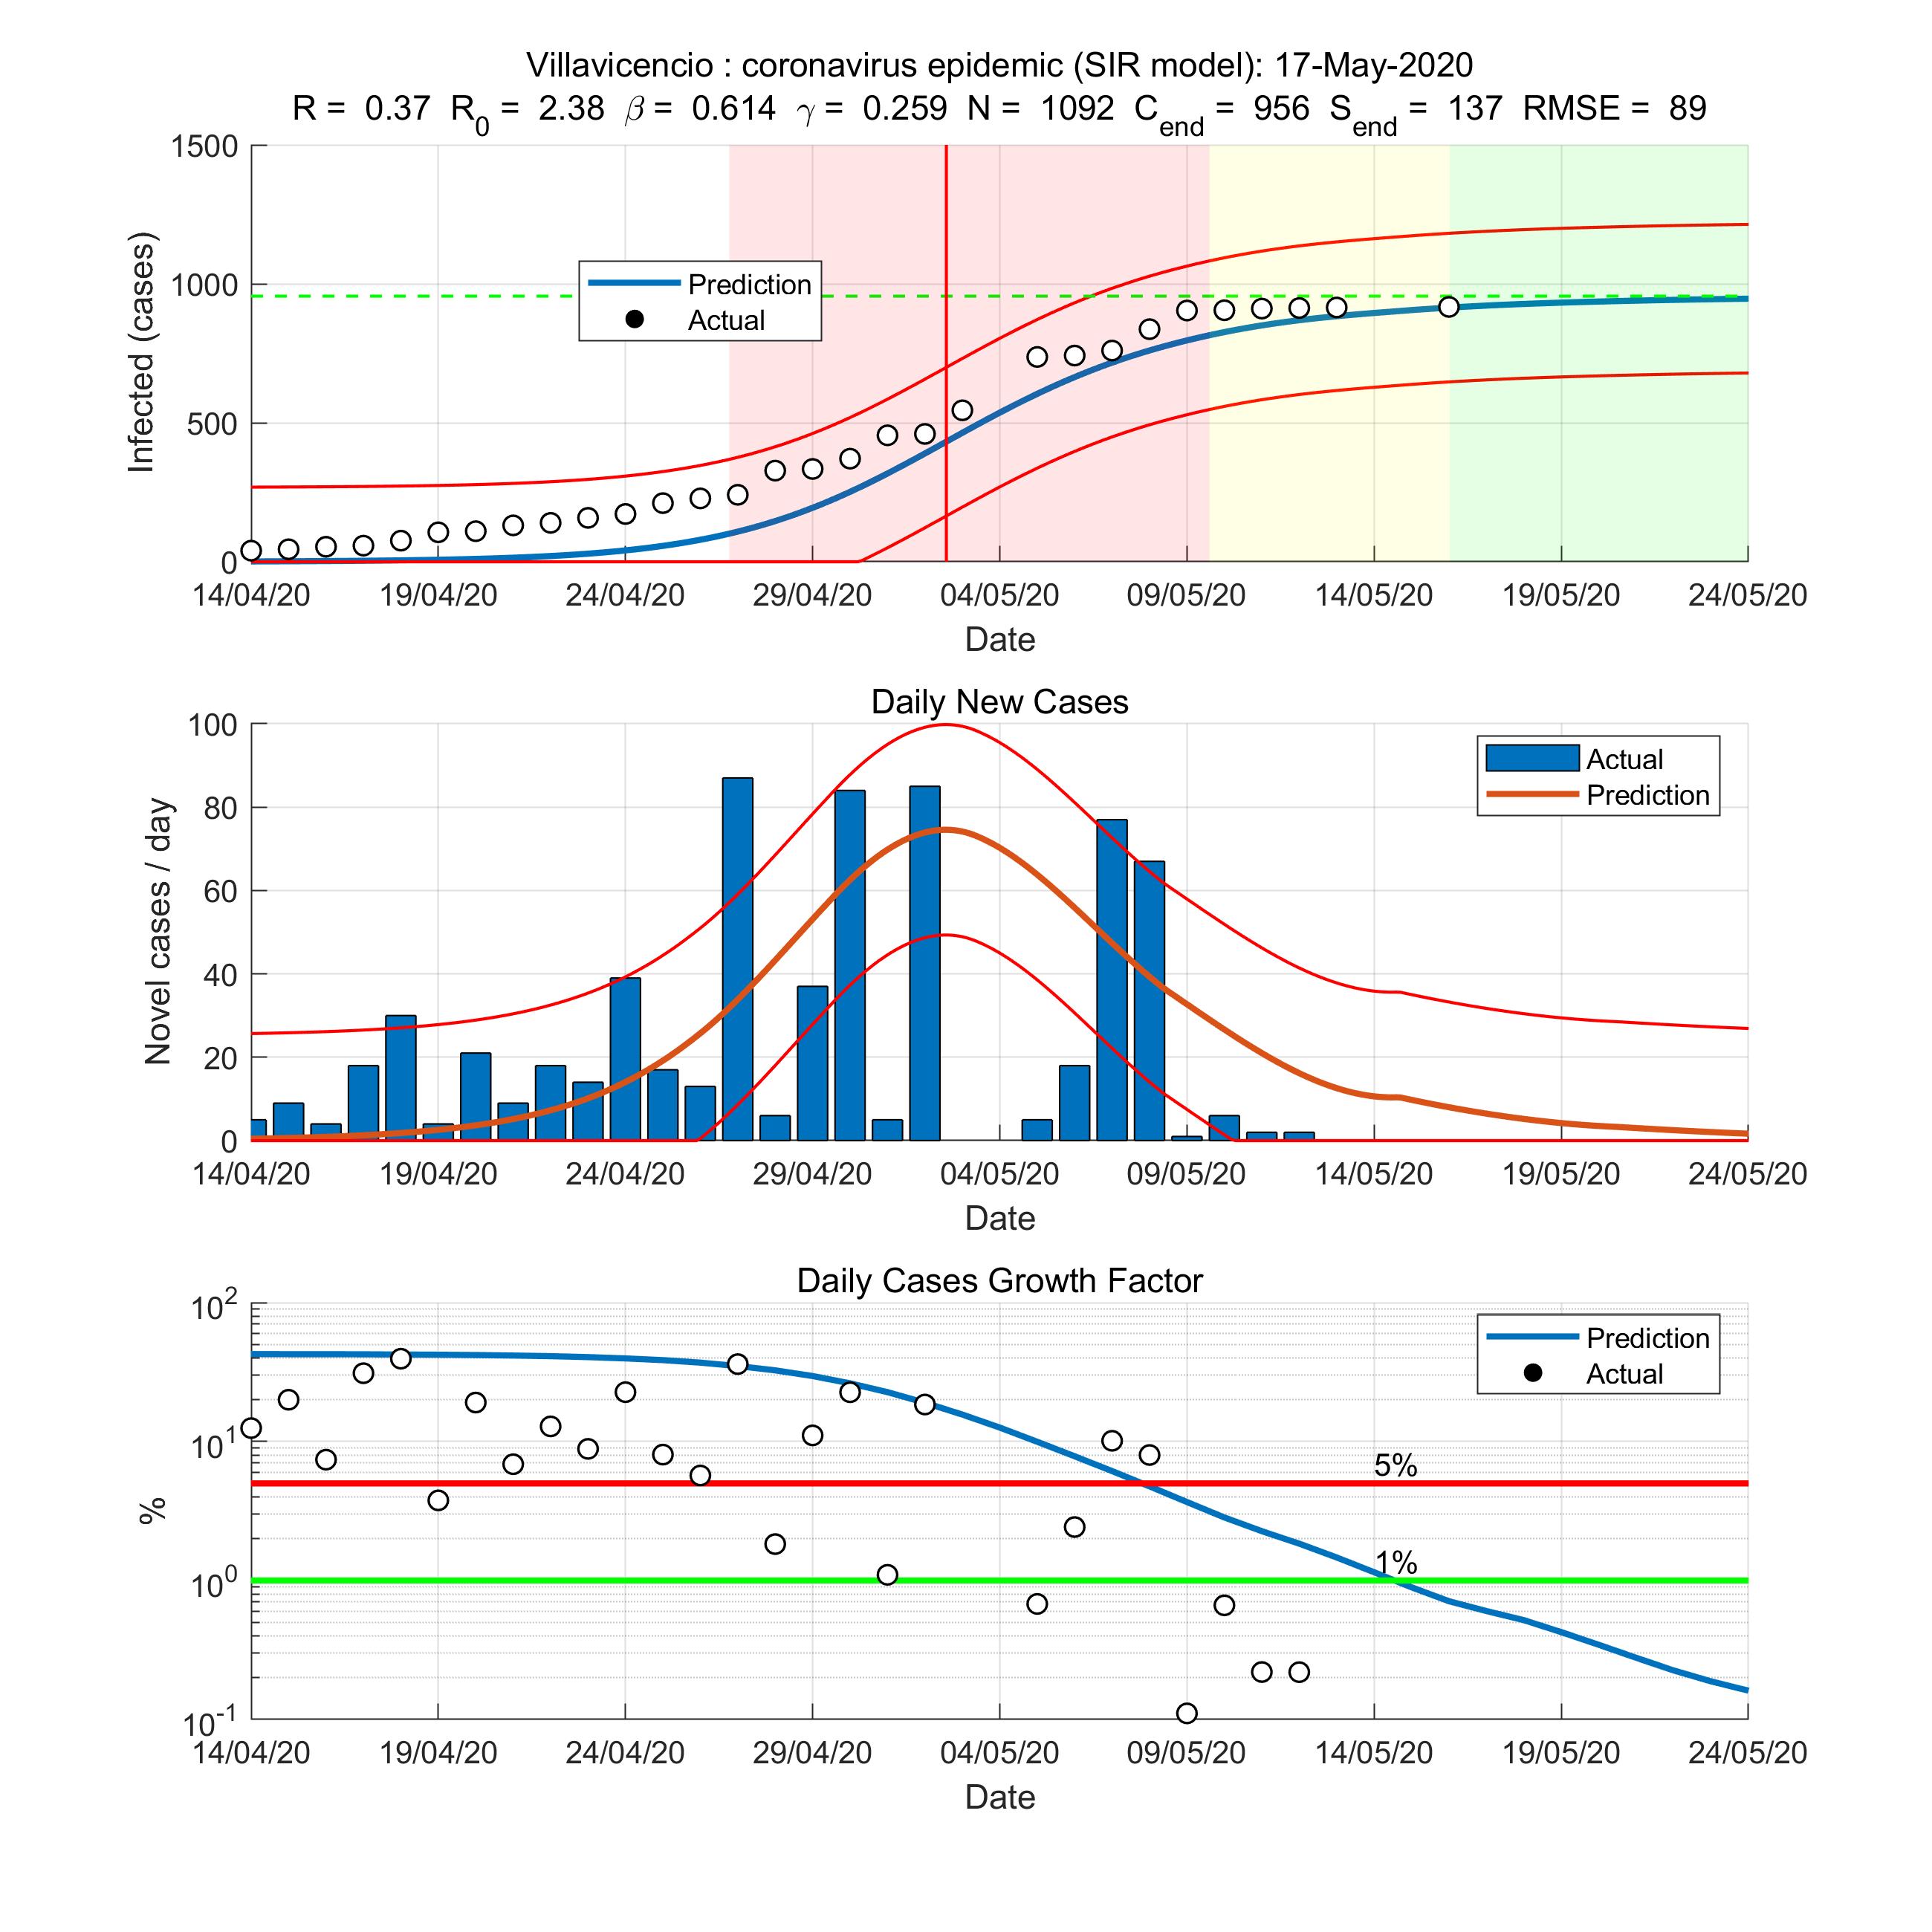 Villavicencio : coronavirus epidemic (SIR model): 17-May-2020
R = 0.37 R0 = 2.38 β = 0.614 γ = 0.259 N = 1092 Cend = 956 Send = 137 RMSE = 89
1500
1000
500
0
Infected (cases)
Prediction
Actual
14/04/20 19/04/20 24/04/20 29/04/20 04/05/20 09/05/20 14/05/20 19/05/20 24/05/20
Date
Daily New Cases
100
80
60
40
20
0
Novel cases / day
Actual
Prediction
14/04/20 19/04/20 24/04/20 29/04/20 04/05/20 09/05/20 14/05/20 19/05/20 24/05/20
Date
Daily Cases Growth Factor
10^2
10^1
10^0
10^-1
%
Prediction
Actual
5%
1%
14/04/20 19/04/20 24/04/20 29/04/20 04/05/20 09/05/20 14/05/20 19/05/20 24/05/20
Date